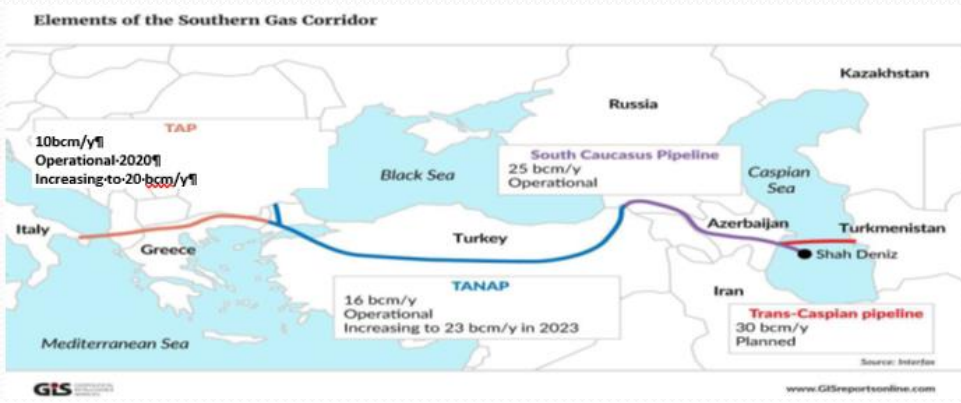 Elements of the Southern Gas Corridor
Kazakhstan
Russia
TAP
10bcm/y¶
Operational·2020¶
Increasing·to·20·bcm/y¶
South Caucasus Pipeline
25 bcm/y
Operational
Black Sea
Caspian
Sea
Italy
Greece
Turkey
Azerbaijan
Turkmenistan
Shah Deniz
TANAP
16 bcm/y
Operational
Increasing to 23 bcm/y in 2023
Iran
Trans-Caspian pipeline
30 bcm/y
Planned
Mediterranean Sea
Source: Interfax
GIS
www.GISreportsonline.com